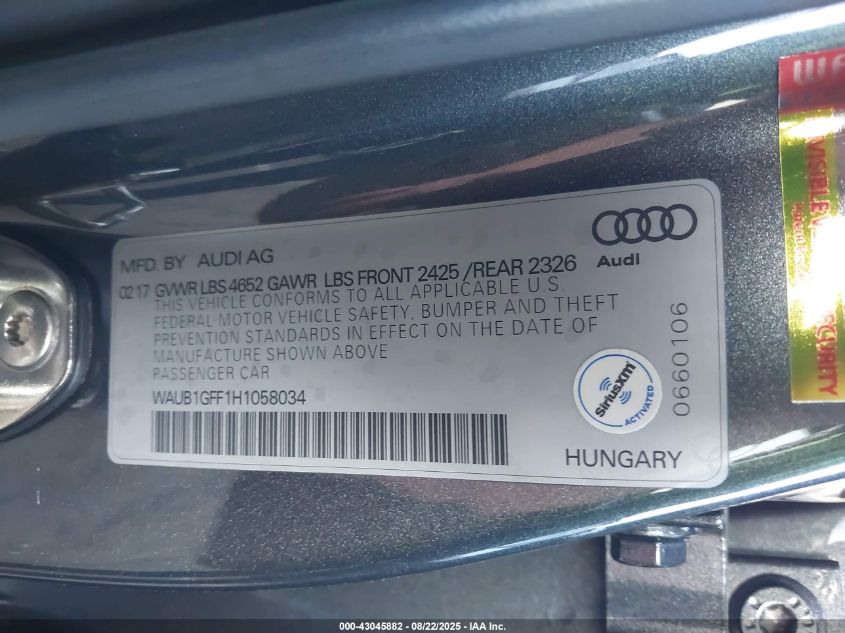 MFD. BY AUDI AG
Audi
02 17 GVWR LBS 4652 GAWR LBS FRONT 2425 /REAR 2326
THIS VEHICLE CONFORMS TO ALL APPLICABLE U.S.
FEDERAL MOTOR VEHICLE SAFETY, BUMPER AND THEFT
PREVENTION STANDARDS IN EFFECT ON THE DATE OF
MANUFACTURE SHOWN ABOVE
PASSENGER CAR
WAUB1GFF1H1058034
SiriusXm
ACTIVATED
0660106
HUNGARY
000-43045882 - 08/22/2025 - IAA Inc.